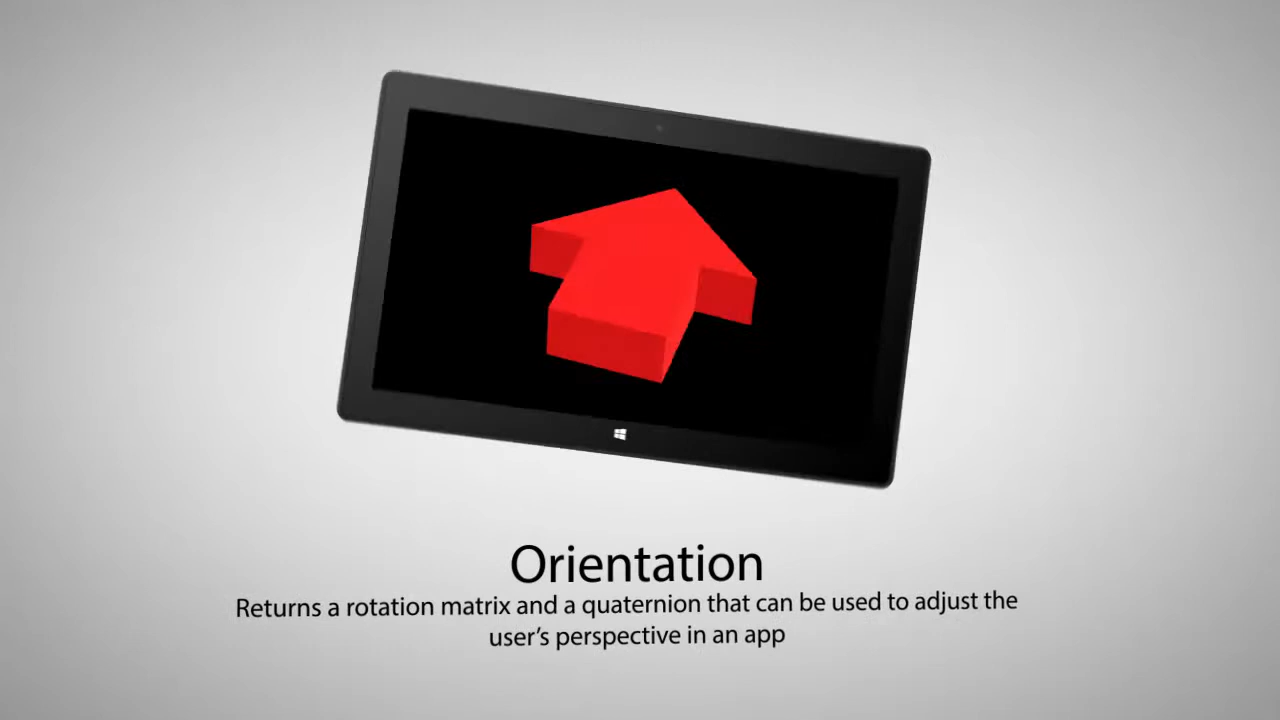 Orientation
Returns a rotation matrix and a quaternion that can be used to adjust the
user’s perspective in an app